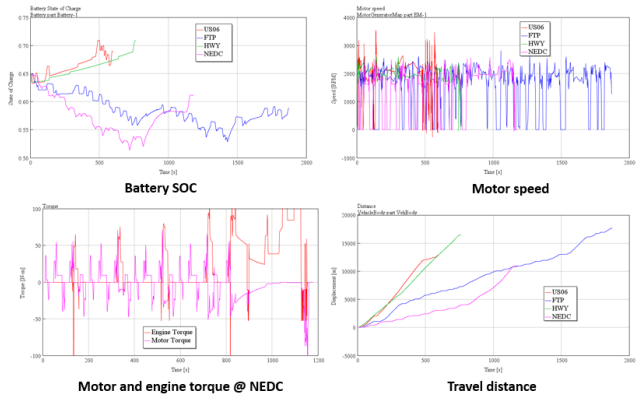 Battery State of Charge
Battery part Battery-1
State of Charge
0.75
0.70
0.65
0.60
0.55
0.50
0
500
1000
1500
2000
Time [s]
US06
FTP
HWY
NEDC
Battery SOC
Motor speed
MotorGeneratorMap part EM-1
Speed [RPM]
4000
3000
2000
1000
0
-1000
0
500
1000
1500
2000
Time [s]
US06
FTP
HWY
NEDC
Motor speed
Torque
Torque [N-m]
100
50
0
-50
-100
0
200
400
600
800
1000
1200
Time [s]
Engine Torque
Motor Torque
Motor and engine torque @ NEDC
Distance
VehicleBody part VehBody
Displacement [m]
20000
15000
10000
5000
0
-5000
0
500
1000
1500
2000
Time [s]
US06
FTP
HWY
NEDC
Travel distance